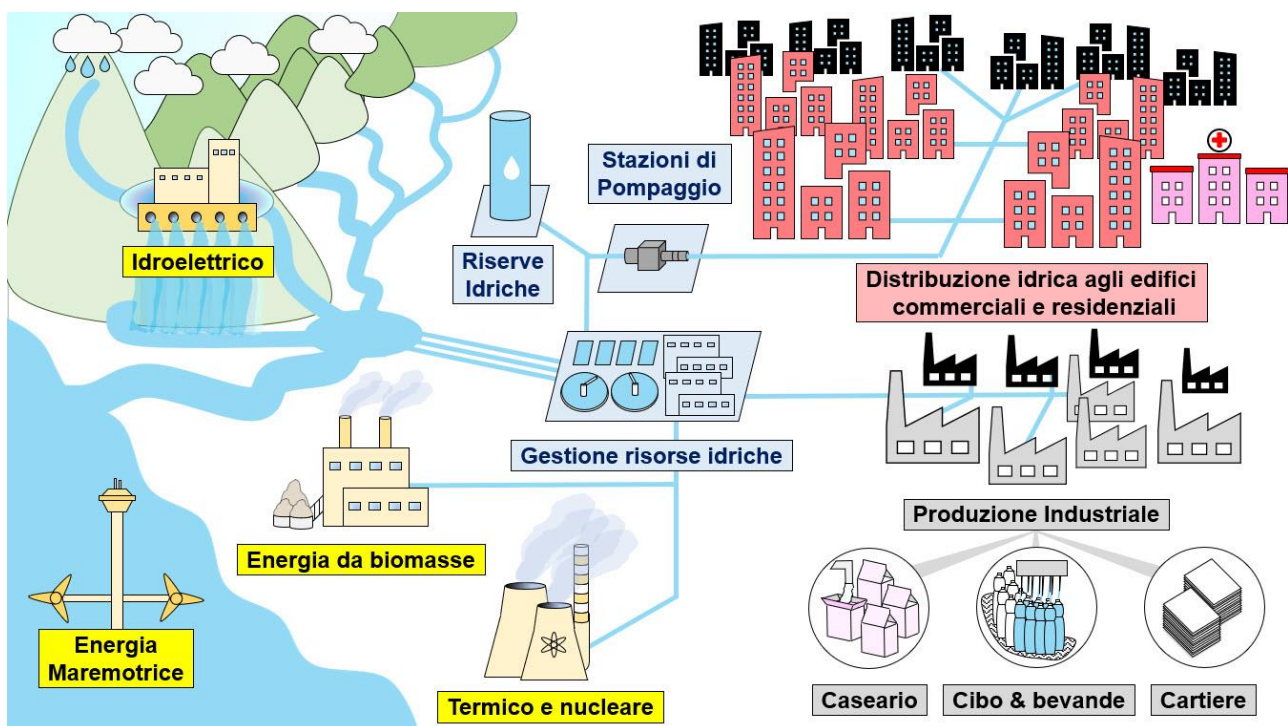 Stazioni di
Pompaggio
Idroelettrico
Riserve
Idriche
Distribuzione idrica agli edifici
commerciali e residenziali
Gestione risorse idriche
Produzione Industriale
Energia da biomasse
Energia
Maremotrice
Termico e nucleare
Caseario
Cibo & bevande
Cartiere